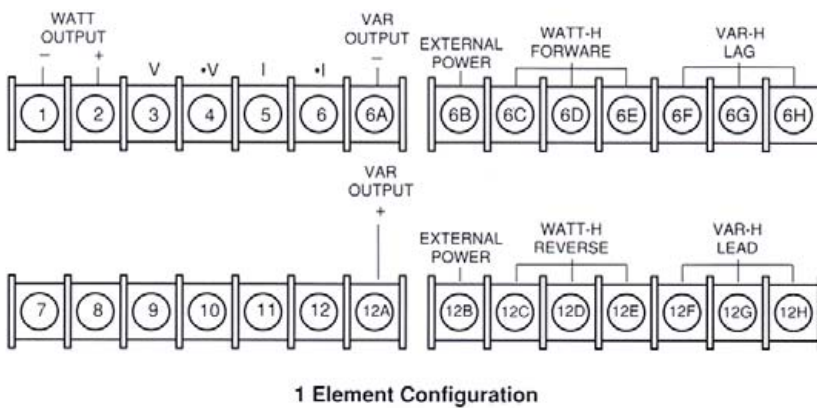 WATT
OUTPUT
− +
V •V I •I
VAR
OUTPUT
−
EXTERNAL
POWER
WATT-H
FORWARE
VAR-H
LAG
1 2 3 4 5 6 6A 6B 6C 6D 6E 6F 6G 6H
VAR
OUTPUT
+
EXTERNAL
POWER
WATT-H
REVERSE
VAR-H
LEAD
7 8 9 10 11 12 12A 12B 12C 12D 12E 12F 12G 12H
1 Element Configuration